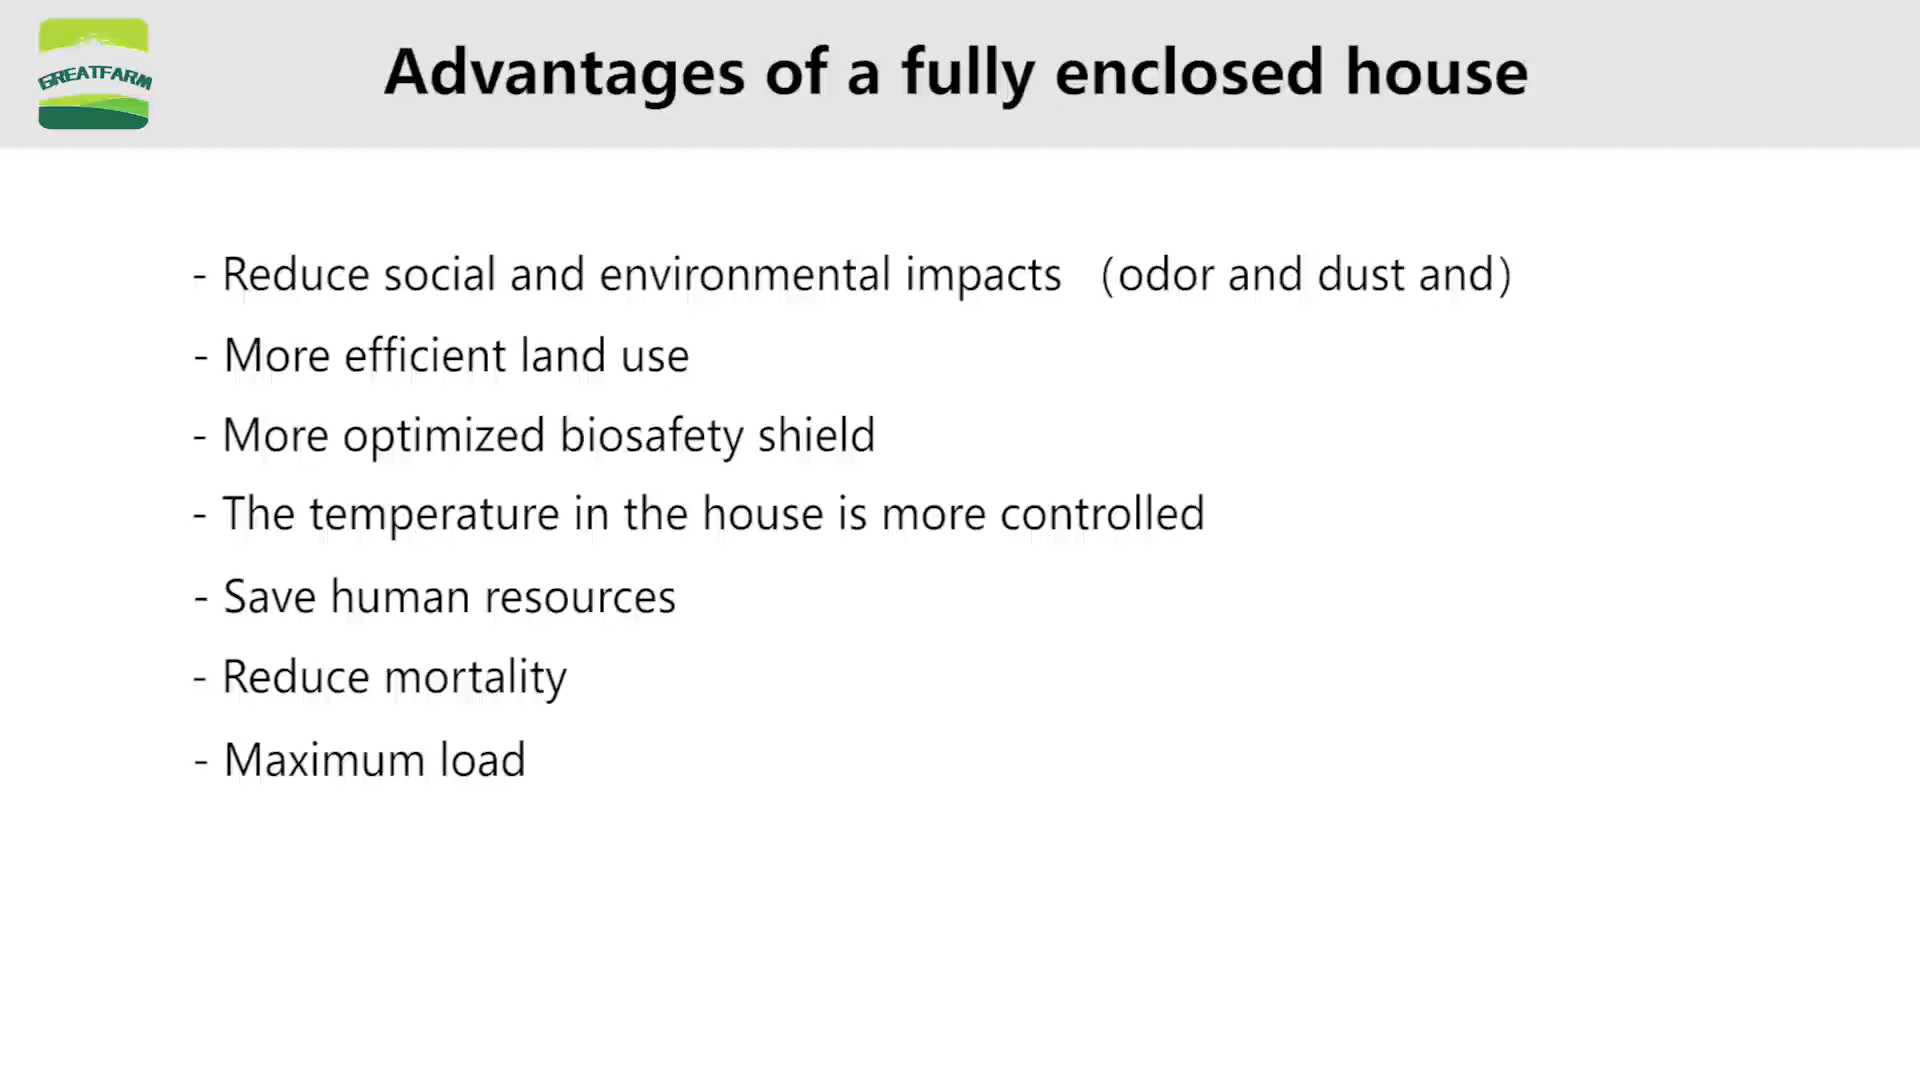 GREATFARM
Advantages of a fully enclosed house
- Reduce social and environmental impacts （odor and dust and）
- More efficient land use
- More optimized biosafety shield
- The temperature in the house is more controlled
- Save human resources
- Reduce mortality
- Maximum load